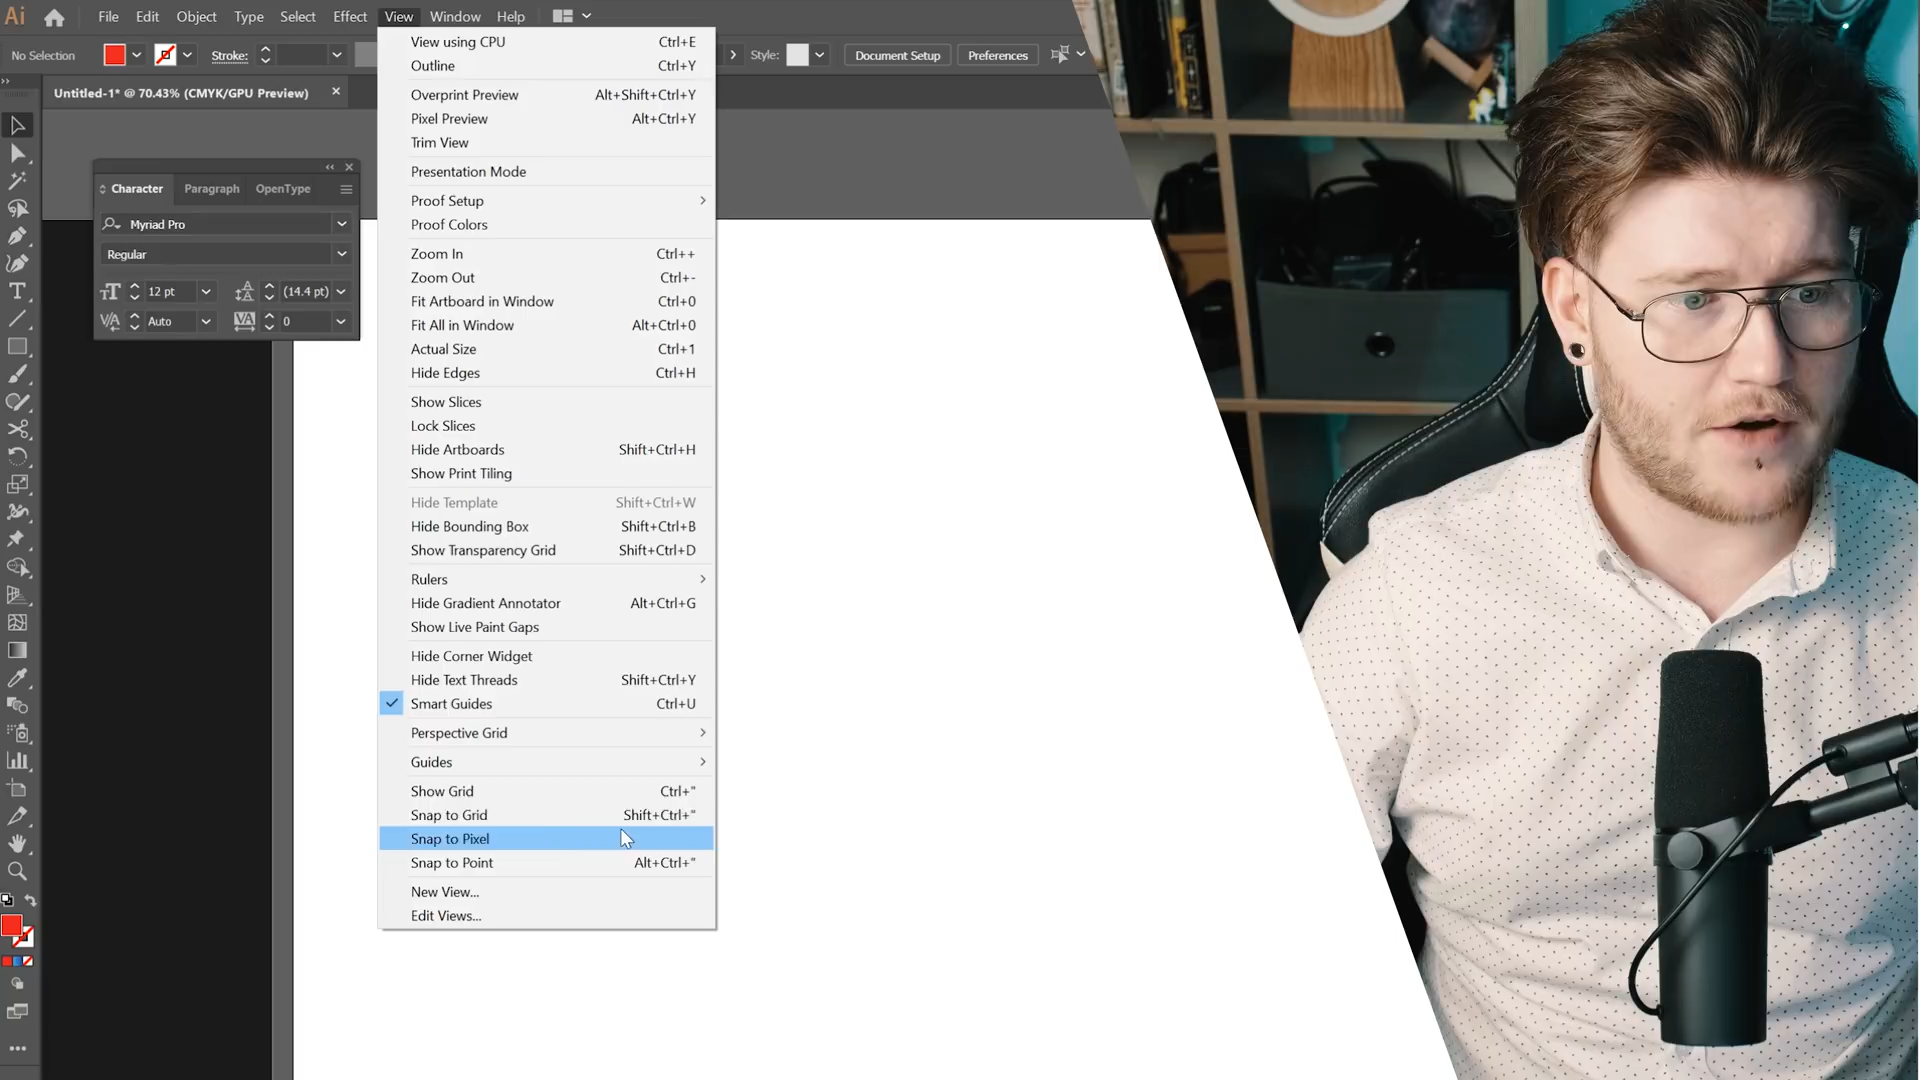 Ai File Edit Object Type Select Effect View Window Help
No Selection Stroke: Style: Document Setup Preferences
Untitled-1* @ 70.43% (CMYK/GPU Preview)
Character Paragraph OpenType
Myriad Pro
Regular
12 pt (14.4 pt)
Auto 0
View using CPU Ctrl+E
Outline Ctrl+Y
Overprint Preview Alt+Shift+Ctrl+Y
Pixel Preview Alt+Ctrl+Y
Trim View
Presentation Mode
Proof Setup
Proof Colors
Zoom In Ctrl++
Zoom Out Ctrl+-
Fit Artboard in Window Ctrl+0
Fit All in Window Alt+Ctrl+0
Actual Size Ctrl+1
Hide Edges Ctrl+H
Show Slices
Lock Slices
Hide Artboards Shift+Ctrl+H
Show Print Tiling
Hide Template Shift+Ctrl+W
Hide Bounding Box Shift+Ctrl+B
Show Transparency Grid Shift+Ctrl+D
Rulers
Hide Gradient Annotator Alt+Ctrl+G
Show Live Paint Gaps
Hide Corner Widget
Hide Text Threads Shift+Ctrl+Y
Smart Guides Ctrl+U
Perspective Grid
Guides
Show Grid Ctrl+"
Snap to Grid Shift+Ctrl+"
Snap to Pixel
Snap to Point Alt+Ctrl+"
New View...
Edit Views...